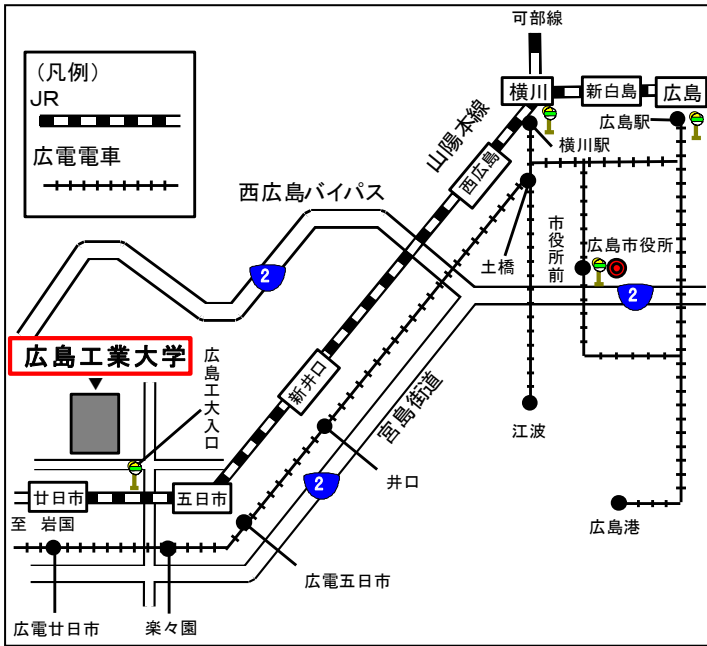 可部線
(凡例)
JR
広電電車
横川
新白島
広島
広島駅
横川駅
山陽本線
西広島
西広島バイパス
市役所前
広島市役所
土橋
2
2
広島工業大学
広島工大入口
新井口
宮島街道
江波
井口
2
廿日市
五日市
至 岩国
広島港
広電五日市
広電廿日市
楽々園